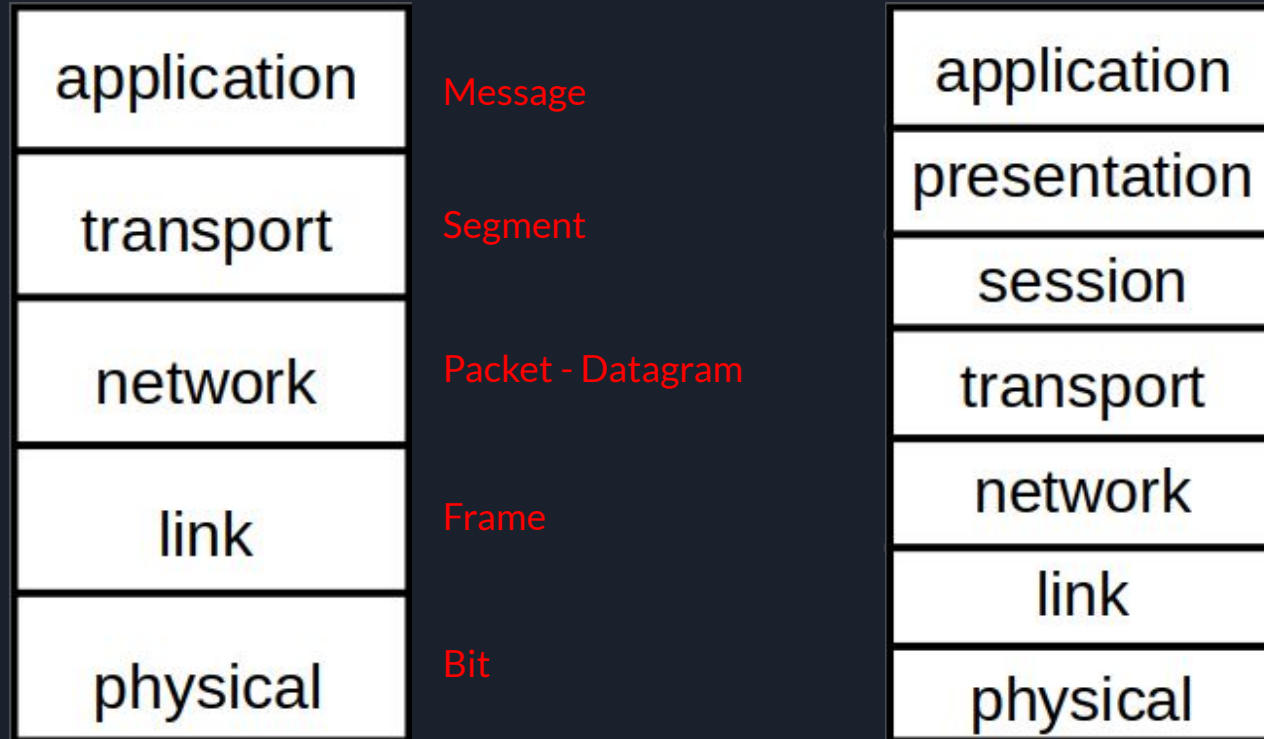 application
transport
network
link
physical
Message
Segment
Packet - Datagram
Frame
Bit
application
presentation
session
transport
network
link
physical